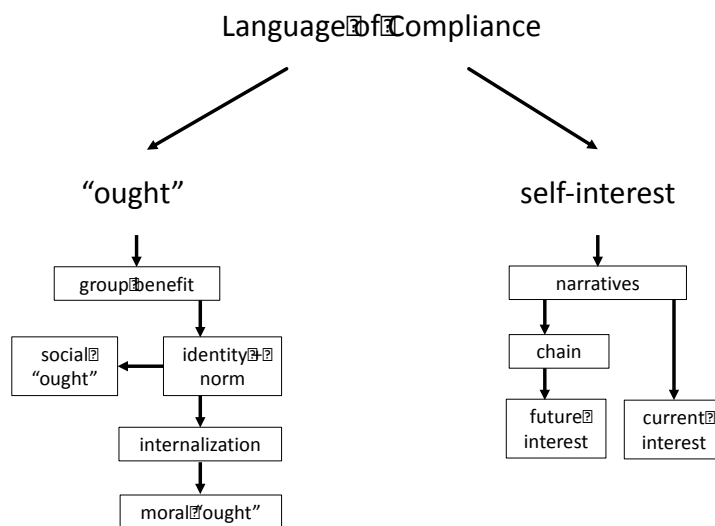 Language of Compliance
“ought”
self-interest
group benefit
narratives
social
“ought”
identity +
norm
chain
internalization
future
interest
current
interest
moral “ought”